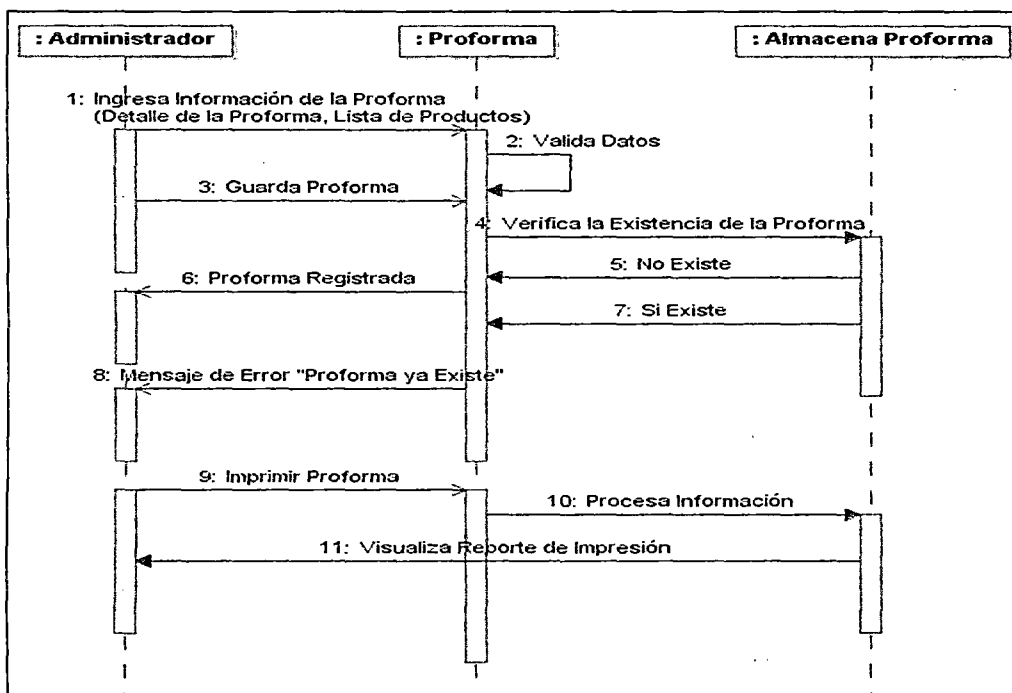 : Administrador
: Proforma
: Almacena Proforma
1: Ingresa Información de la Proforma
(Detalle de la Proforma, Lista de Productos)
2: Valida Datos
3: Guarda Proforma
4: Verifica la Existencia de la Proforma
5: No Existe
6: Proforma Registrada
7: Si Existe
8: Mensaje de Error "Proforma ya Existe"
9: Imprimir Proforma
10: Procesa Información
11: Visualiza Reporte de Impresión